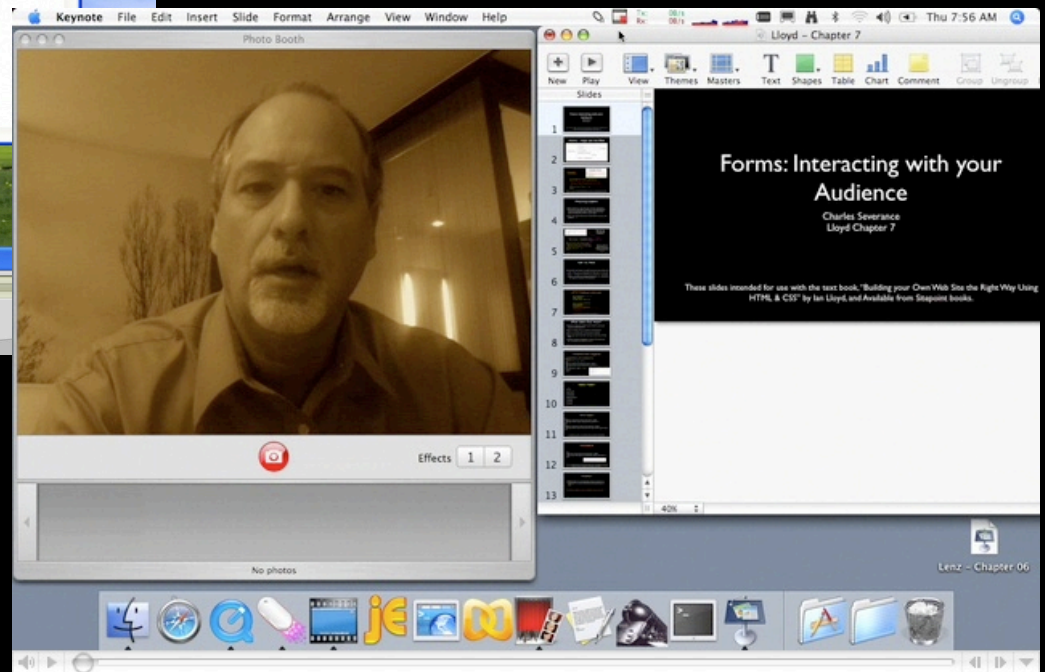 Keynote File Edit Insert Slide Format Arrange View Window Help Thu 7:56 AM
Photo Booth
Lloyd – Chapter 7
New Play View Themes Masters Text Shapes Table Chart Comment Group Ungroup
Slides
1
2
3
4
5
6
7
8
9
10
11
12
13
Forms: Interacting with your
Audience
Charles Severance
Lloyd Chapter 7
These slides intended for use with the text book, "Building your Own Web Site the Right Way Using
HTML & CSS" by Ian Lloyd, and Available from Sitepoint books.
Effects 1 2
40%
No photos
Lenz – Chapter 06
jE